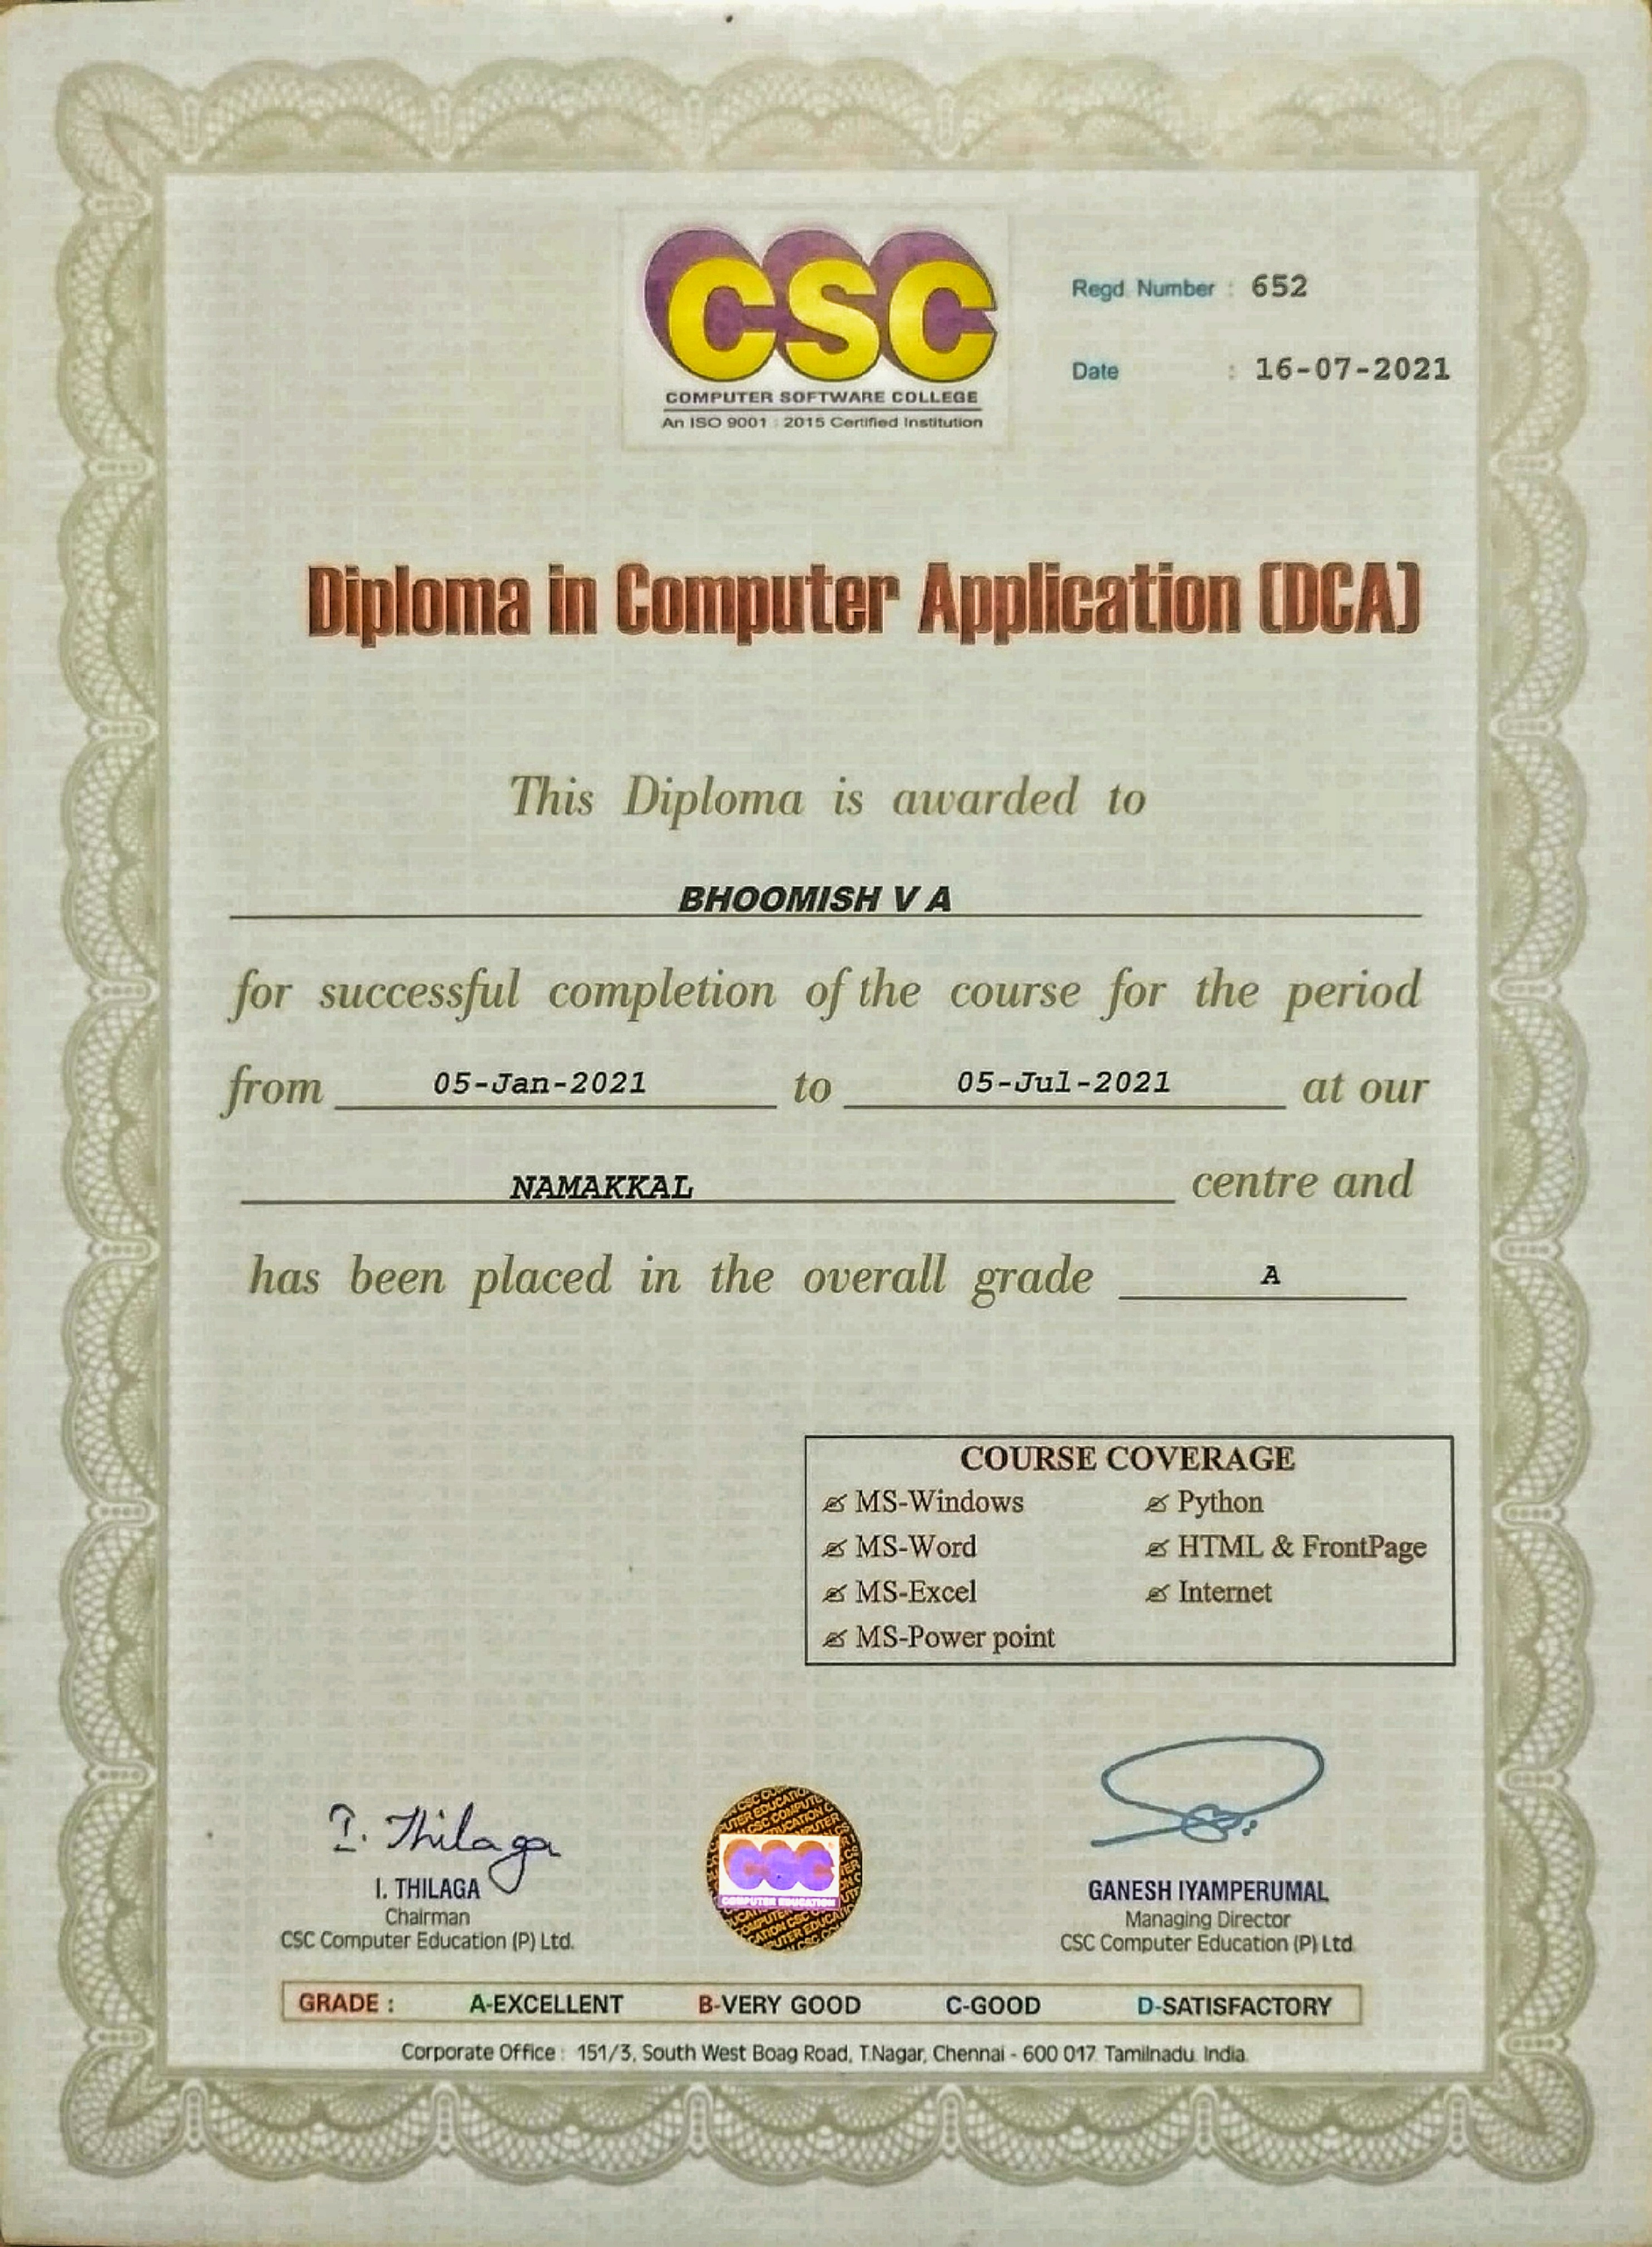 CSC
COMPUTER SOFTWARE COLLEGE
An ISO 9001 : 2015 Certified Institution
Regd. Number : 652
Date : 16-07-2021
Diploma in Computer Application (DCA)
This Diploma is awarded to
BHOOMISH V A
for successful completion of the course for the period
from 05-Jan-2021 to 05-Jul-2021 at our
NAMAKKAL centre and
has been placed in the overall grade A
COURSE COVERAGE
MS-Windows
MS-Word
MS-Excel
MS-Power point
Python
HTML & FrontPage
Internet
I. Thilaga
I. THILAGA
Chairman
CSC Computer Education (P) Ltd.
CSC
COMPUTER EDUCATION
GANESH IYAMPERUMAL
Managing Director
CSC Computer Education (P) Ltd
GRADE : A-EXCELLENT B-VERY GOOD C-GOOD D-SATISFACTORY
Corporate Office : 151/3, South West Boag Road, T.Nagar, Chennai - 600 017. Tamilnadu. India.